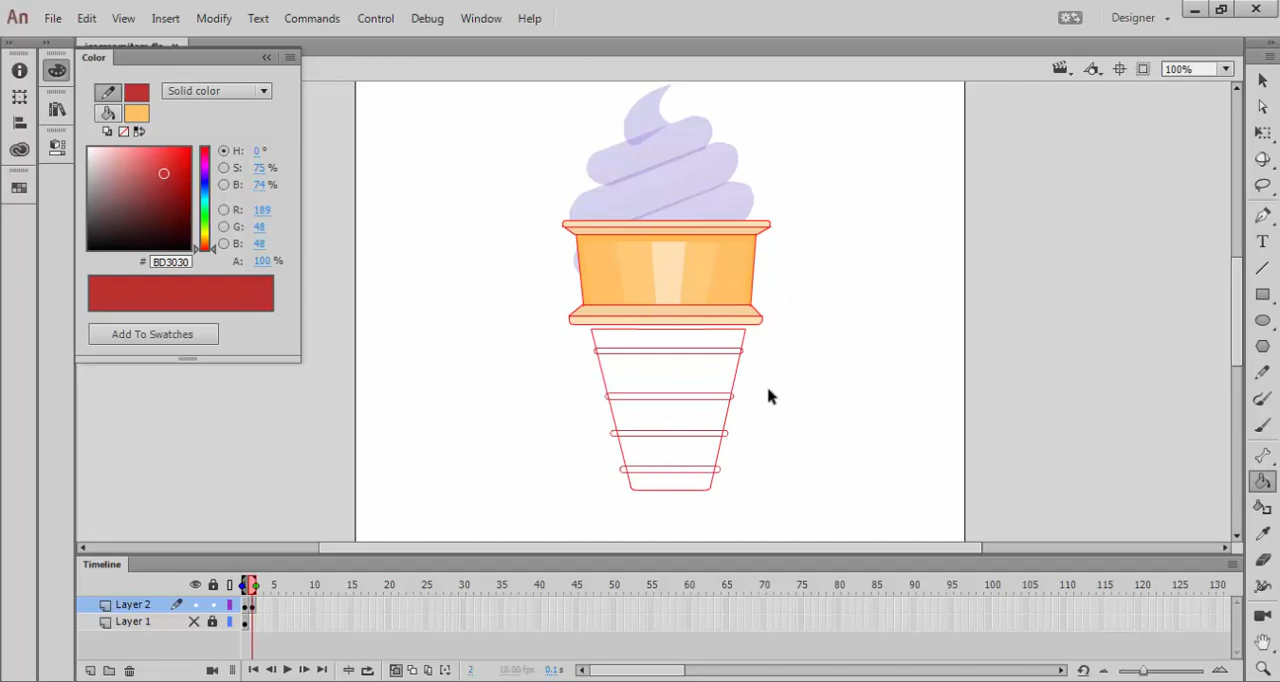 An File Edit View Insert Modify Text Commands Control Debug Window Help Designer
Color
100%
Solid color
H: 0 °
S: 75 %
B: 74 %
R: 189
G: 48
B: 48
# BD3030 A: 100 %
Add To Swatches
Timeline
5 10 15 20 25 30 35 40 45 50 55 60 65 70 75 80 85 90 95 100 105 110 115 120 125 130
Layer 2
Layer 1
2 10.00 fps 0.1 s